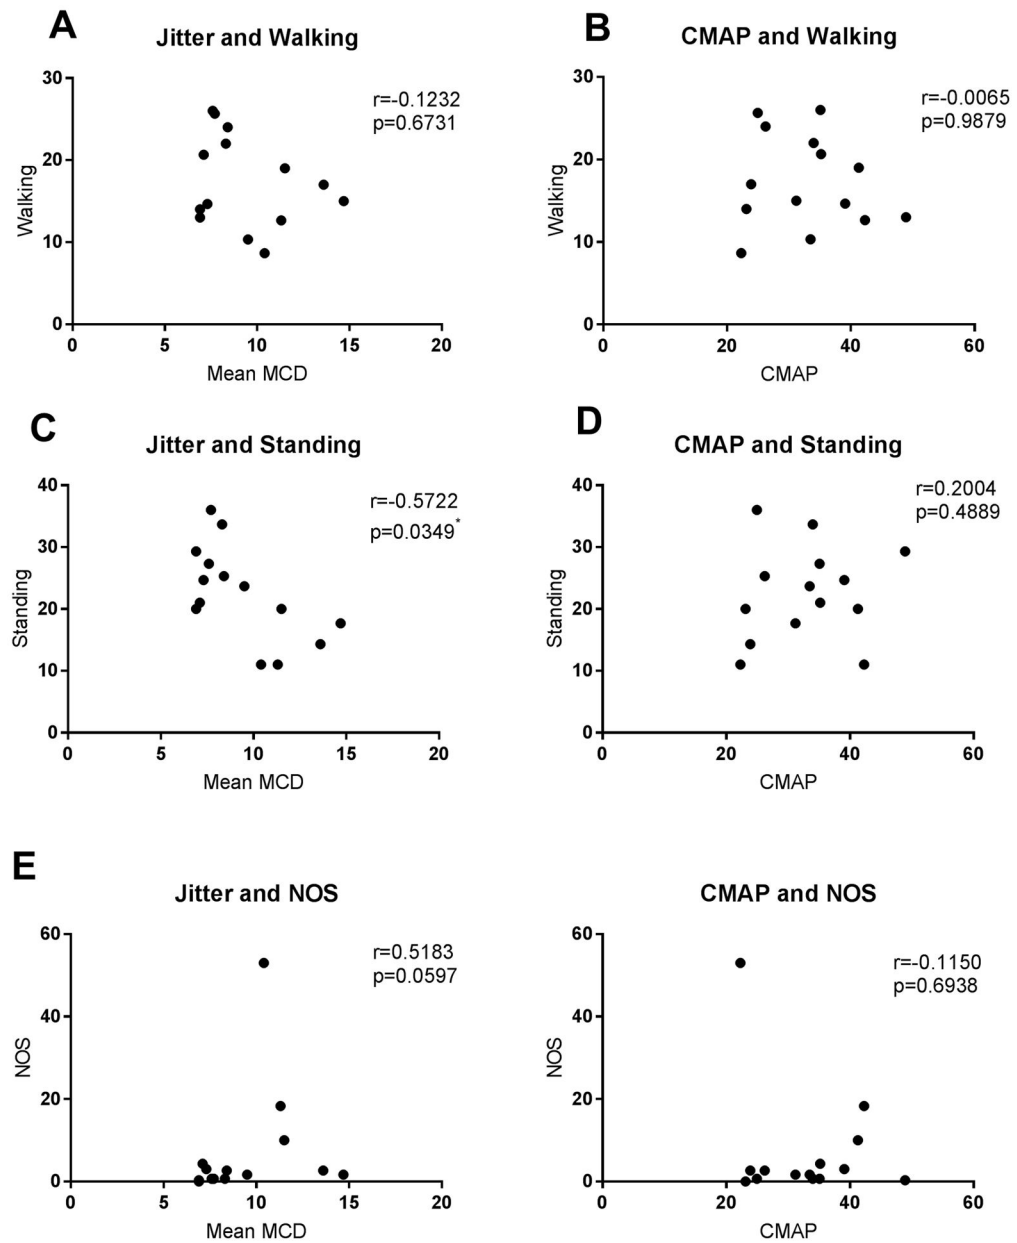 A
Jitter and Walking
r=-0.1232
p=0.6731
30
20
10
0
Walking
0 5 10 15 20
Mean MCD
B
CMAP and Walking
r=-0.0065
p=0.9879
30
20
10
0
Walking
0 20 40 60
CMAP
C
Jitter and Standing
r=-0.5722
p=0.0349*
40
30
20
10
0
Standing
0 5 10 15 20
Mean MCD
D
CMAP and Standing
r=0.2004
p=0.4889
40
30
20
10
0
Standing
0 20 40 60
CMAP
E
Jitter and NOS
r=0.5183
p=0.0597
60
40
20
0
NOS
0 5 10 15 20
Mean MCD
CMAP and NOS
r=-0.1150
p=0.6938
60
40
20
0
NOS
0 20 40 60
CMAP